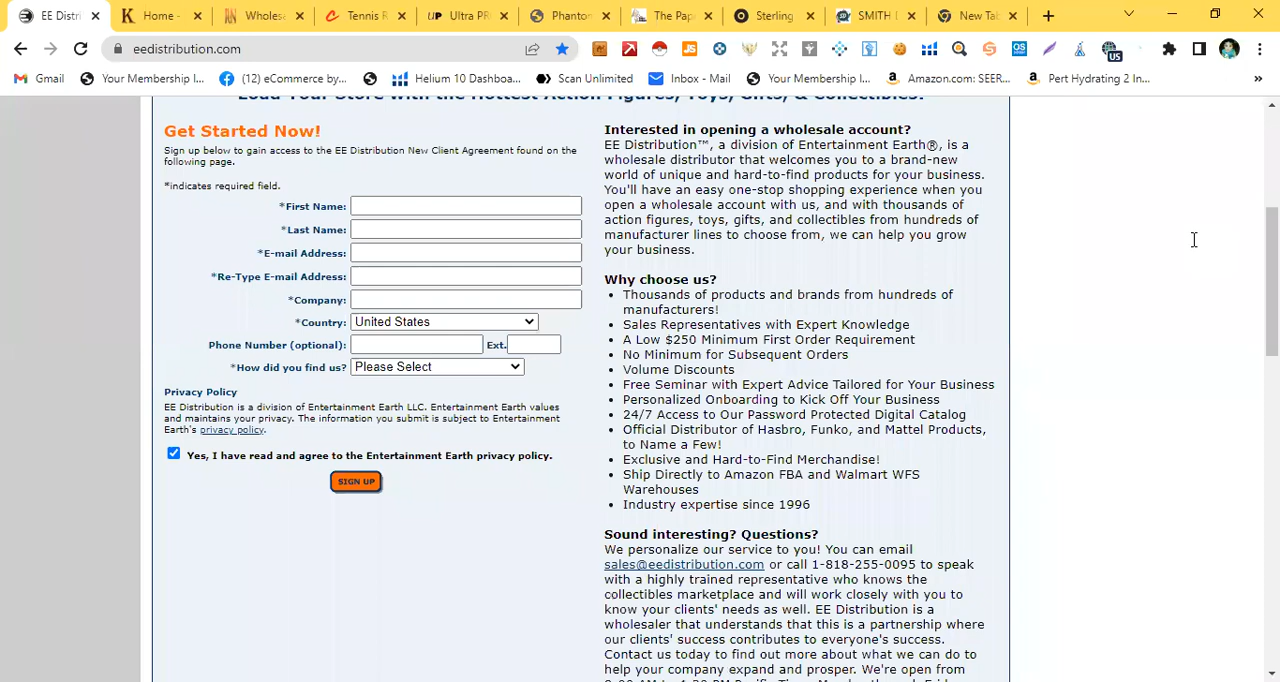 EE Distri
Home -
Wholes
Tennis R
Ultra PR
Phanton
The Pap
Sterling
SMITH
New Tab
eedistribution.com
US
Gmail
Your Membership I...
(12) eCommerce by...
Helium 10 Dashboa...
Scan Unlimited
Inbox - Mail
Your Membership I...
Amazon.com: SEER...
Pert Hydrating 2 In...
»
Load Your Store with the Hottest Action Figures, Toys, Gifts, & Collectibles!
Get Started Now!
Sign up below to gain access to the EE Distribution New Client Agreement found on the
following page.
*indicates required field.
*First Name:
*Last Name:
*E-mail Address:
*Re-Type E-mail Address:
*Company:
*Country: United States
Phone Number (optional): Ext.
*How did you find us? Please Select
Privacy Policy
EE Distribution is a division of Entertainment Earth LLC. Entertainment Earth values
and maintains your privacy. The information you submit is subject to Entertainment
Earth's privacy policy.
Yes, I have read and agree to the Entertainment Earth privacy policy.
SIGN UP
Interested in opening a wholesale account?
EE Distribution™, a division of Entertainment Earth®, is a
wholesale distributor that welcomes you to a brand-new
world of unique and hard-to-find products for your business.
You'll have an easy one-stop shopping experience when you
open a wholesale account with us, and with thousands of
action figures, toys, gifts, and collectibles from hundreds of
manufacturer lines to choose from, we can help you grow
your business.
Why choose us?
• Thousands of products and brands from hundreds of
manufacturers!
• Sales Representatives with Expert Knowledge
• A Low $250 Minimum First Order Requirement
• No Minimum for Subsequent Orders
• Volume Discounts
• Free Seminar with Expert Advice Tailored for Your Business
• Personalized Onboarding to Kick Off Your Business
• 24/7 Access to Our Password Protected Digital Catalog
• Official Distributor of Hasbro, Funko, and Mattel Products,
to Name a Few!
• Exclusive and Hard-to-Find Merchandise!
• Ship Directly to Amazon FBA and Walmart WFS
Warehouses
• Industry expertise since 1996
Sound interesting? Questions?
We personalize our service to you! You can email
sales@eedistribution.com or call 1-818-255-0095 to speak
with a highly trained representative who knows the
collectibles marketplace and will work closely with you to
know your clients' needs as well. EE Distribution is a
wholesaler that understands that this is a partnership where
our clients' success contributes to everyone's success.
Contact us today to find out more about what we can do to
help your company expand and prosper. We're open from